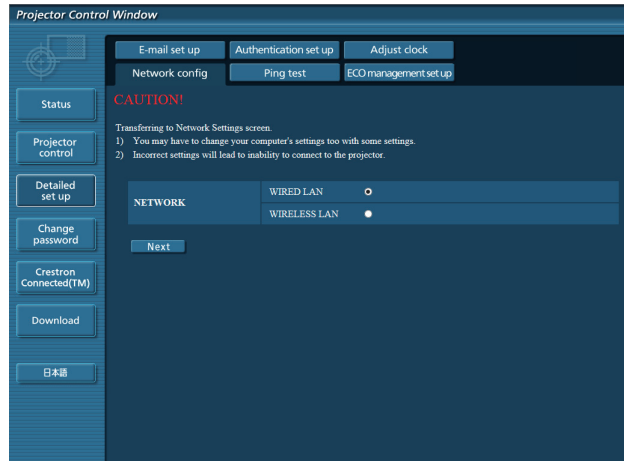 Projector Control Window
E-mail set up
Authentication set up
Adjust clock
Network config
Ping test
ECO management set up
Status
Projector
control
Detailed
set up
Change
password
Crestron
Connected(TM)
Download
日本語
CAUTION!
Transferring to Network Settings screen.
1) You may have to change your computer's settings too with some settings.
2) Incorrect settings will lead to inability to connect to the projector.
NETWORK
WIRED LAN
WIRELESS LAN
Next